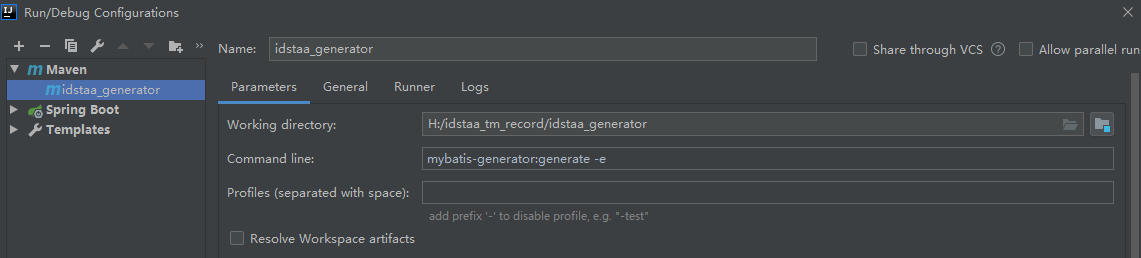 Run/Debug Configurations
Name: idstaa_generator
Share through VCS
Allow parallel run
Maven
idstaa_generator
Spring Boot
Templates
Parameters General Runner Logs
Working directory: H:/idstaa_tm_record/idstaa_generator
Command line: mybatis-generator:generate -e
Profiles (separated with space):
add prefix '-' to disable profile, e.g. "-test"
Resolve Workspace artifacts